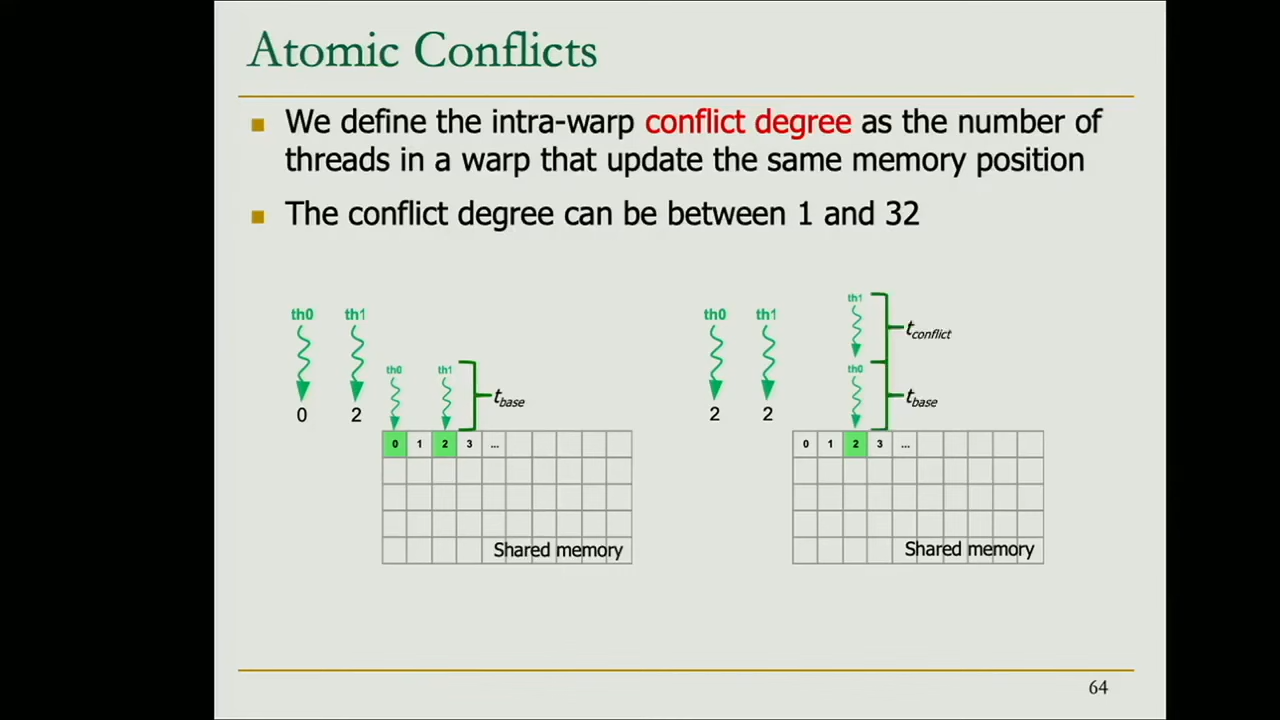 Atomic Conflicts
We define the intra-warp conflict degree as the number of
threads in a warp that update the same memory position
The conflict degree can be between 1 and 32
th0 th1
th0 th1
tbase
0 2
0 1 2 3 ...
Shared memory
th1
th0 th1
tconflict
th0
tbase
2 2
0 1 2 3 ...
Shared memory
64